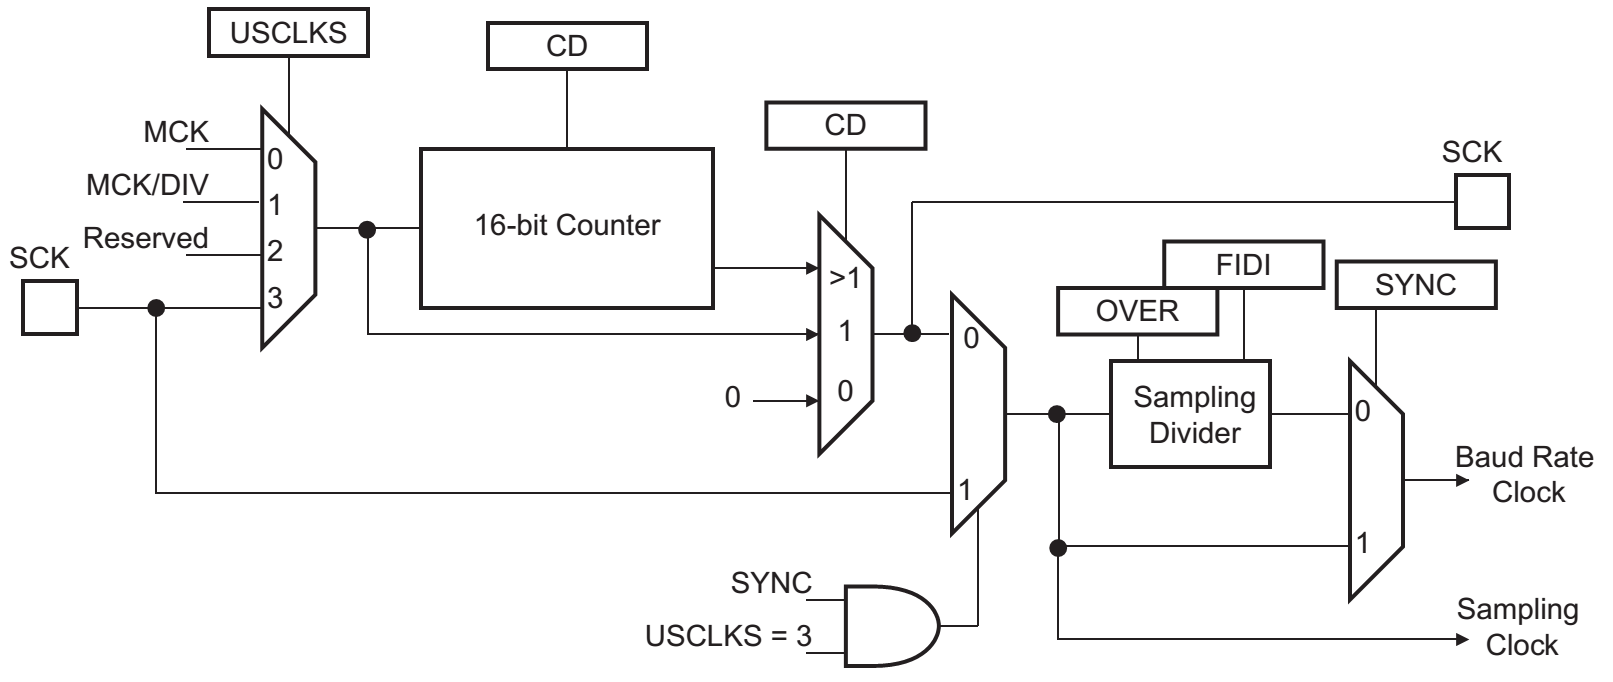 USCLKS
CD
CD
MCK
0
MCK/DIV
1
Reserved
2
SCK
3
16-bit Counter
>1
1
0
0
SCK
0
1
FIDI
OVER
SYNC
Sampling
Divider
0
1
Baud Rate
Clock
SYNC
USCLKS = 3
Sampling
Clock